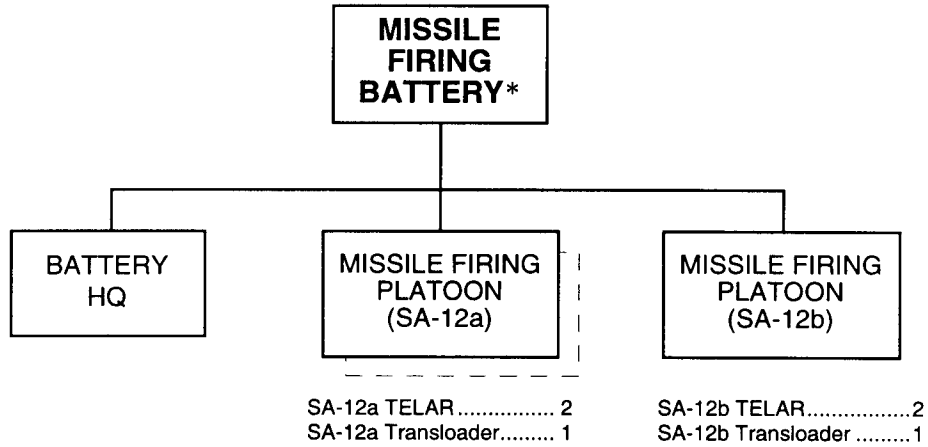 MISSILE
FIRING
BATTERY*
BATTERY
HQ
MISSILE FIRING
PLATOON
(SA-12a)
MISSILE FIRING
PLATOON
(SA-12b)
SA-12a TELAR................ 2
SA-12a Transloader......... 1
SA-12b TELAR................2
SA-12b Transloader .........1